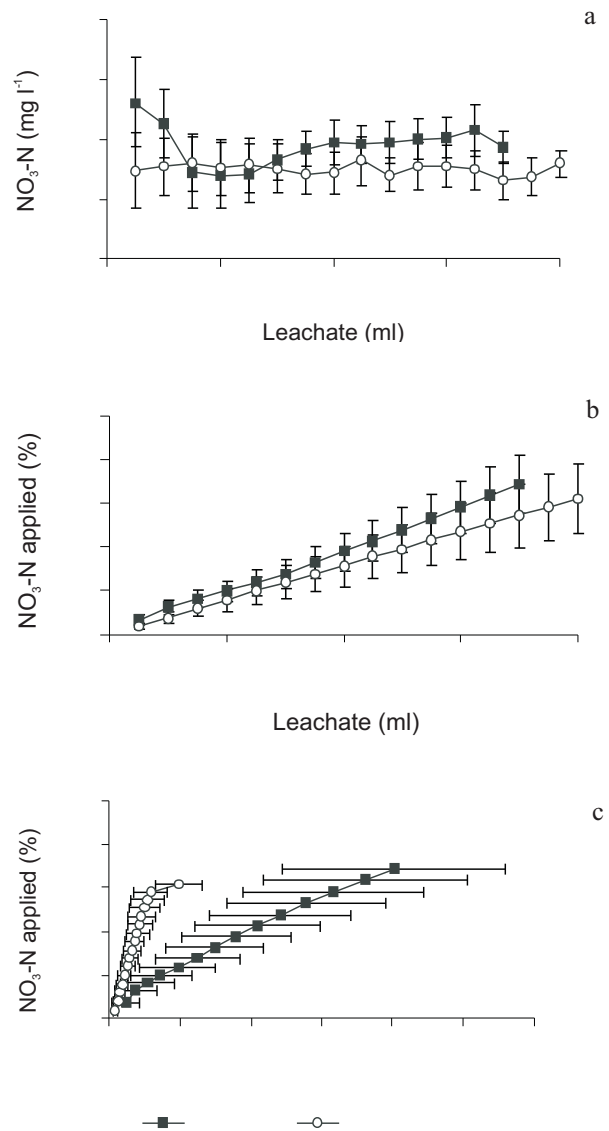 a
NO₃-N (mg l⁻¹)
Leachate (ml)
b
NO₃-N applied (%)
Leachate (ml)
c
NO₃-N applied (%)